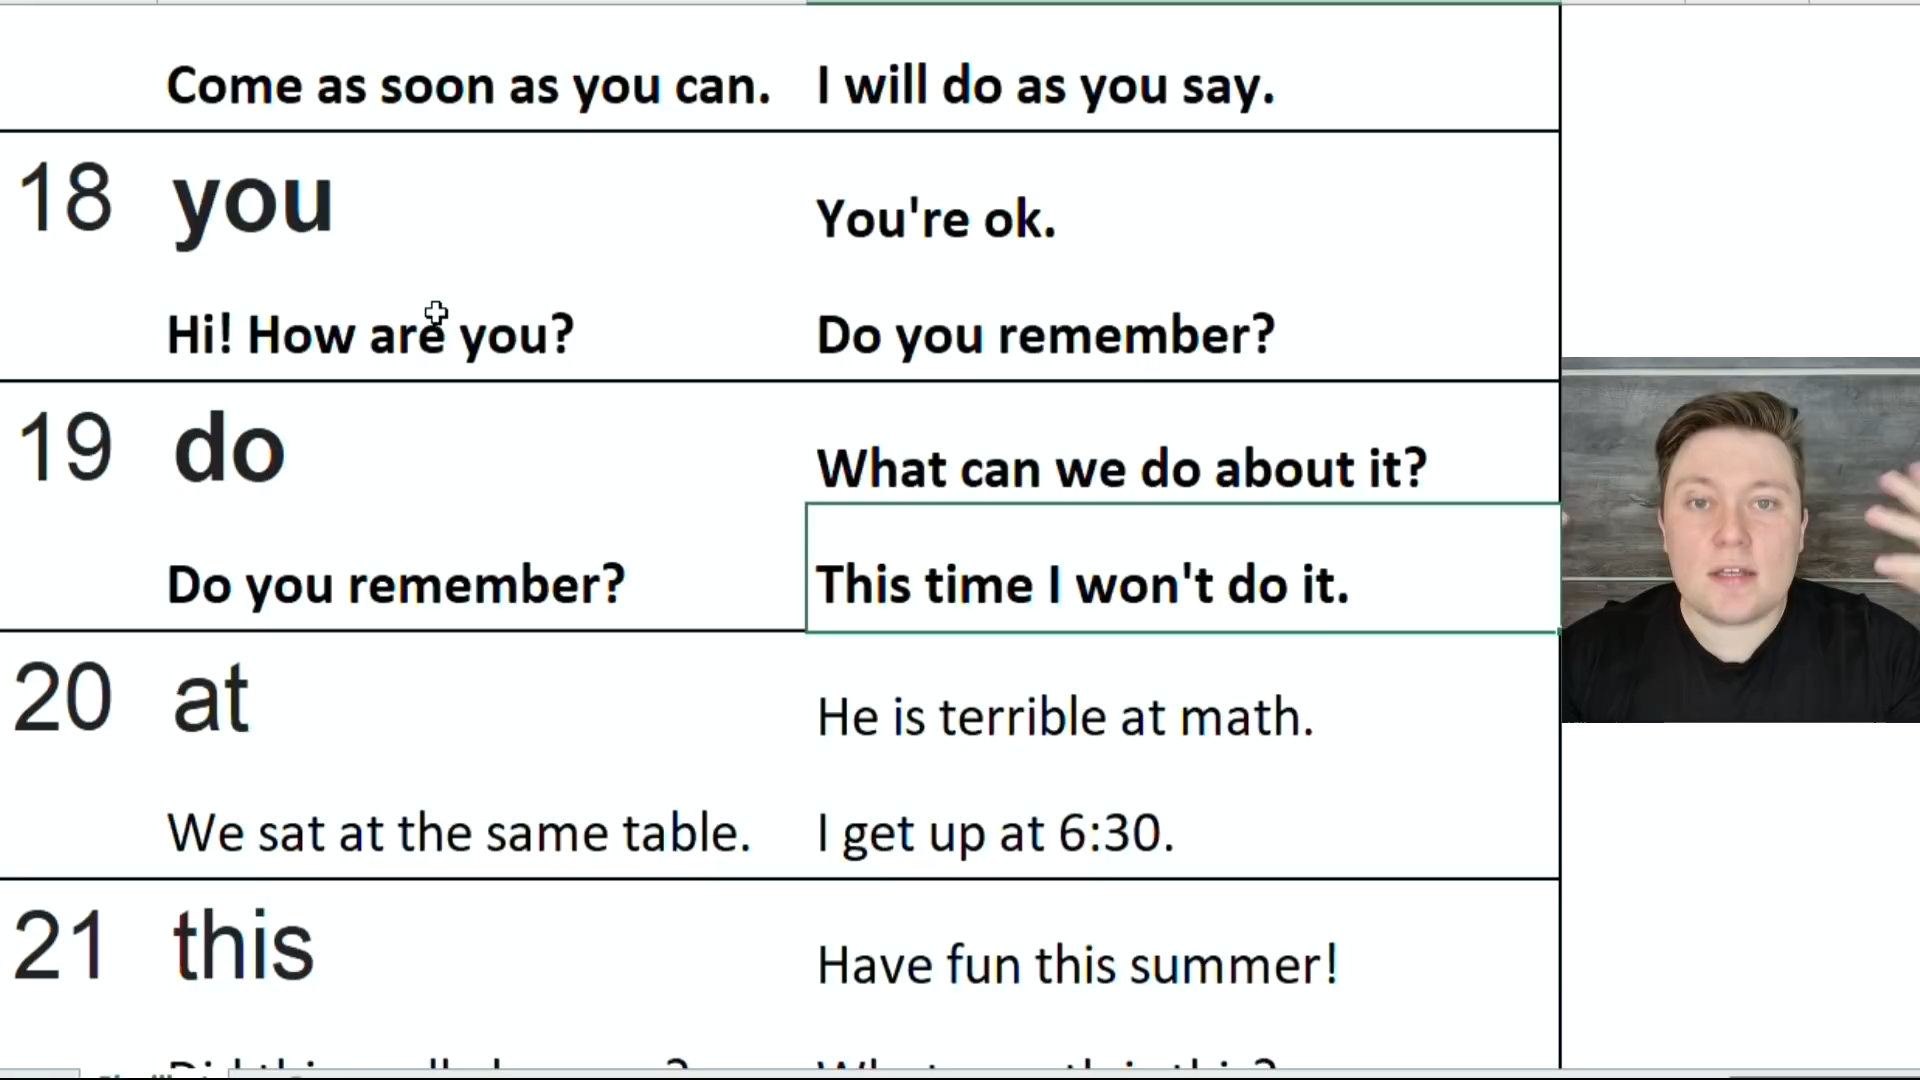 Come as soon as you can. I will do as you say.
18 you You're ok.
Hi! How are you? Do you remember?
19 do What can we do about it?
Do you remember? This time I won't do it.
20 at He is terrible at math.
We sat at the same table. I get up at 6:30.
21 this Have fun this summer!